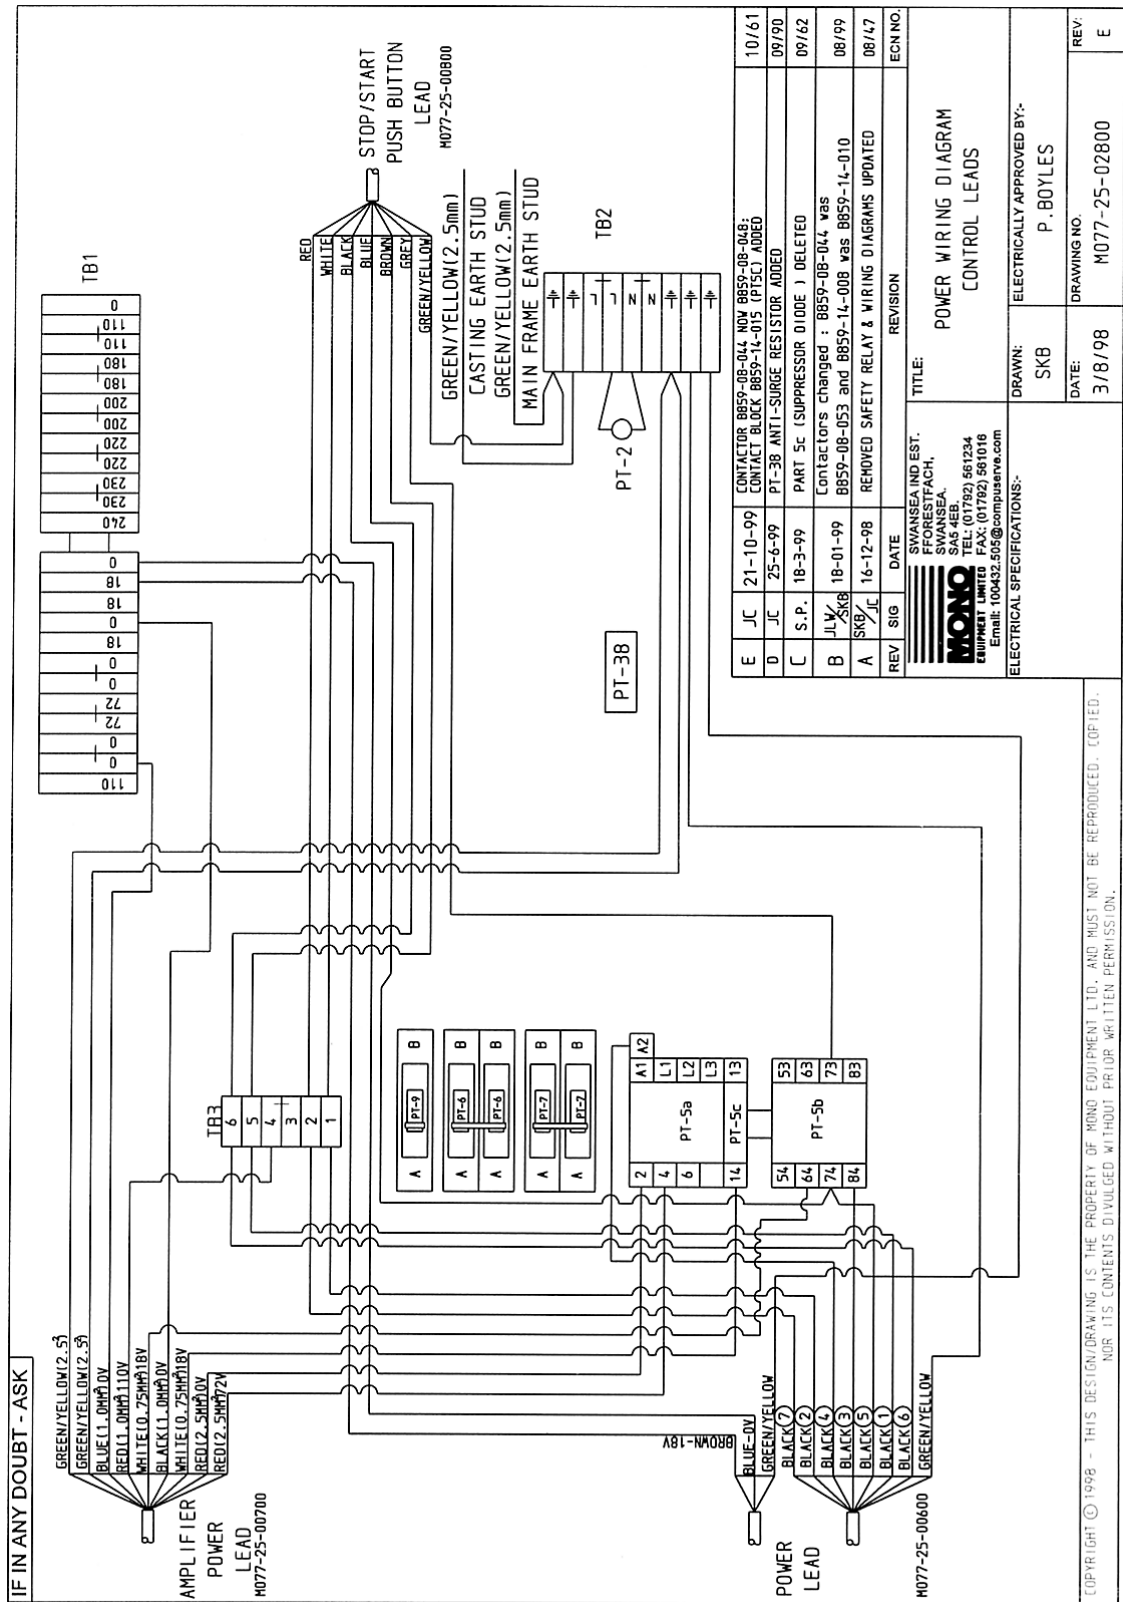 IF IN ANY DOUBT - ASK
GREEN/YELLOW(2.5²)
GREEN/YELLOW(2.5²)
BLUE(1.0MM²)0V
RED(1.0MM²)110V
WHITE(0.75MM²)18V
BLACK(1.0MM²)0V
WHITE(0.75MM²)18V
RED(2.5MM²)0V
RED(2.5MM²)72V
AMPLIFIER
POWER
LEAD
M077-25-00700
TB1
110
0
0
72
72
0
0
18
0
18
18
0
240
230
230
220
220
200
200
180
180
110
110
0
STOP/START
PUSH BUTTON
LEAD
M077-25-00800
RED
WHITE
BLACK
BLUE
BROWN
GREY
GREEN/YELLOW
GREEN/YELLOW(2.5mm)
CASTING EARTH STUD
GREEN/YELLOW(2.5mm)
MAIN FRAME EARTH STUD
TB2
L
L
N
N
PT-2
PT-38
TB3
6
5
4
3
2
1
A PT-9 B
A PT-6 B
A PT-6 B
A PT-7 B
A PT-7 B
A2
2 A1
4 L1
6 L2
L3
PT-5a
14 PT-5c 13
54 53
64 63
74 73
84 83
PT-5b
BROWN-18V
BLUE-0V
GREEN/YELLOW
POWER
LEAD
BLACK(7)
BLACK(2)
BLACK(4)
BLACK(3)
BLACK(5)
BLACK(1)
BLACK(6)
GREEN/YELLOW
M077-25-00600
E JC 21-10-99 CONTACTOR B859-08-044 NOW B859-08-048; 10/61
CONTACT BLOCK B859-14-015 (PT5C) ADDED
D JC 25-6-99 PT-38 ANTI-SURGE RESISTOR ADDED 09/90
C S.P. 18-3-99 PART 5c (SUPPRESSOR DIODE ) DELETED 09/62
B JLW/SKB 18-01-99 Contactors changed : B859-08-044 was 08/99
B859-08-053 and B859-14-008 was B859-14-010
A SKB/JC 16-12-98 REMOVED SAFETY RELAY & WIRING DIAGRAMS UPDATED 08/47
REV SIG DATE REVISION ECN NO.
MONO
EQUIPMENT LIMITED
SWANSEA IND EST.
FFORESTFACH,
SWANSEA.
SA5 4EB.
TEL: (01792) 561234
FAX: (01792) 561016
Email: 100432.505@compuserve.com
TITLE:
POWER WIRING DIAGRAM
CONTROL LEADS
ELECTRICAL SPECIFICATIONS:-
DRAWN:
SKB
ELECTRICALLY APPROVED BY:-
P.BOYLES
DATE:
3/8/98
DRAWING NO.
M077-25-02800
REV:
E
COPYRIGHT © 1998 - THIS DESIGN/DRAWING IS THE PROPERTY OF MONO EQUIPMENT LTD. AND MUST NOT BE REPRODUCED, COPIED,
NOR ITS CONTENTS DIVULGED WITHOUT PRIOR WRITTEN PERMISSION.